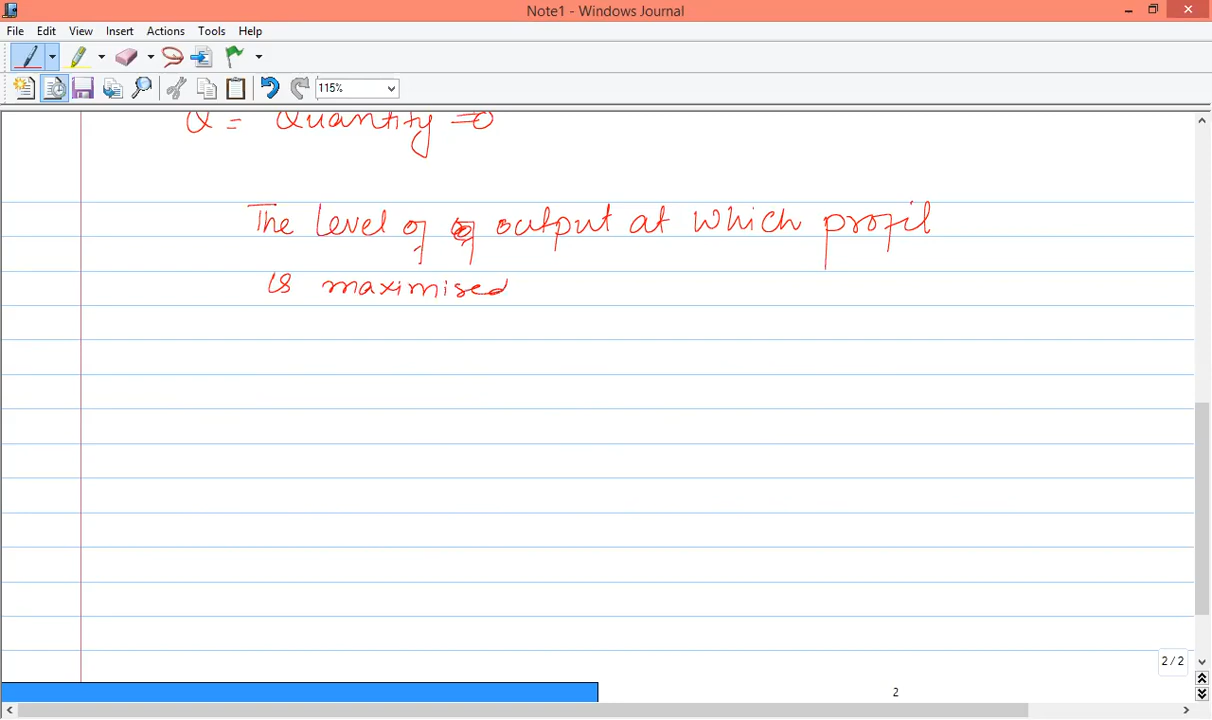 Note1 - Windows Journal
File Edit View Insert Actions Tools Help
115%
Q = Quantity ⇒
The level of output at which profit
is maximised
2 / 2
2